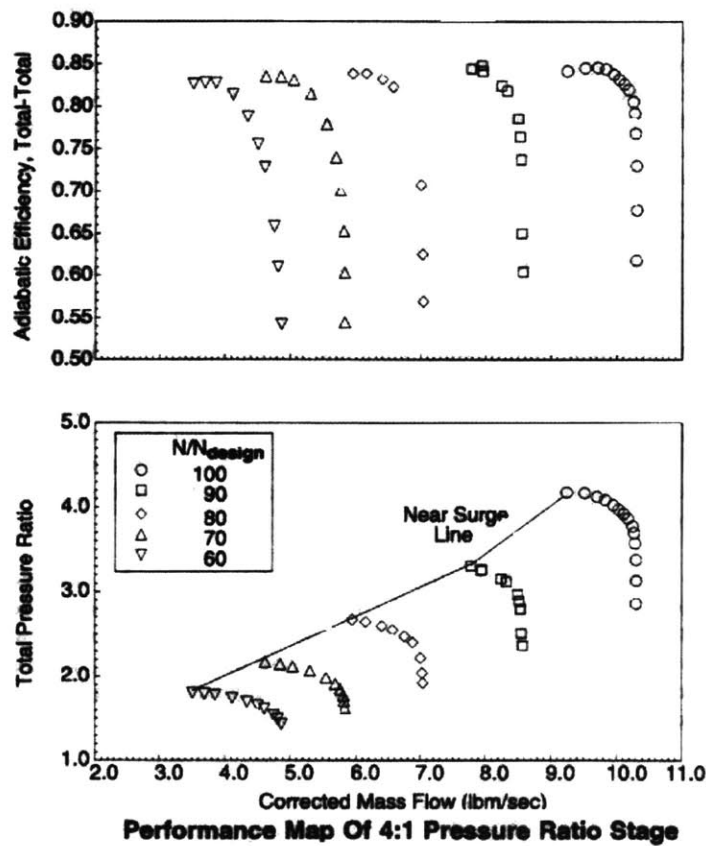 0.90
0.85
0.80
0.75
0.70
0.65
0.60
0.55
0.50
Adiabatic Efficiency, Total-Total
5.0
4.0
3.0
2.0
1.0
Total Pressure Ratio
N/Ndesign
100
90
80
70
60
Near Surge
Line
2.0 3.0 4.0 5.0 6.0 7.0 8.0 9.0 10.0 11.0
Corrected Mass Flow (lbm/sec)
Performance Map Of 4:1 Pressure Ratio Stage